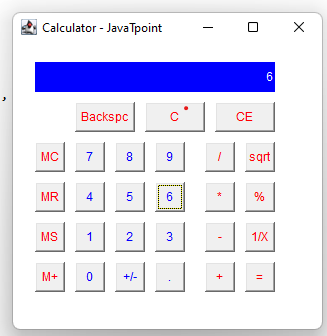 Calculator - JavaTpoint
6
,
Backspc C CE
MC 7 8 9 / sqrt
MR 4 5 6 * %
MS 1 2 3 - 1/X
M+ 0 +/- . + =